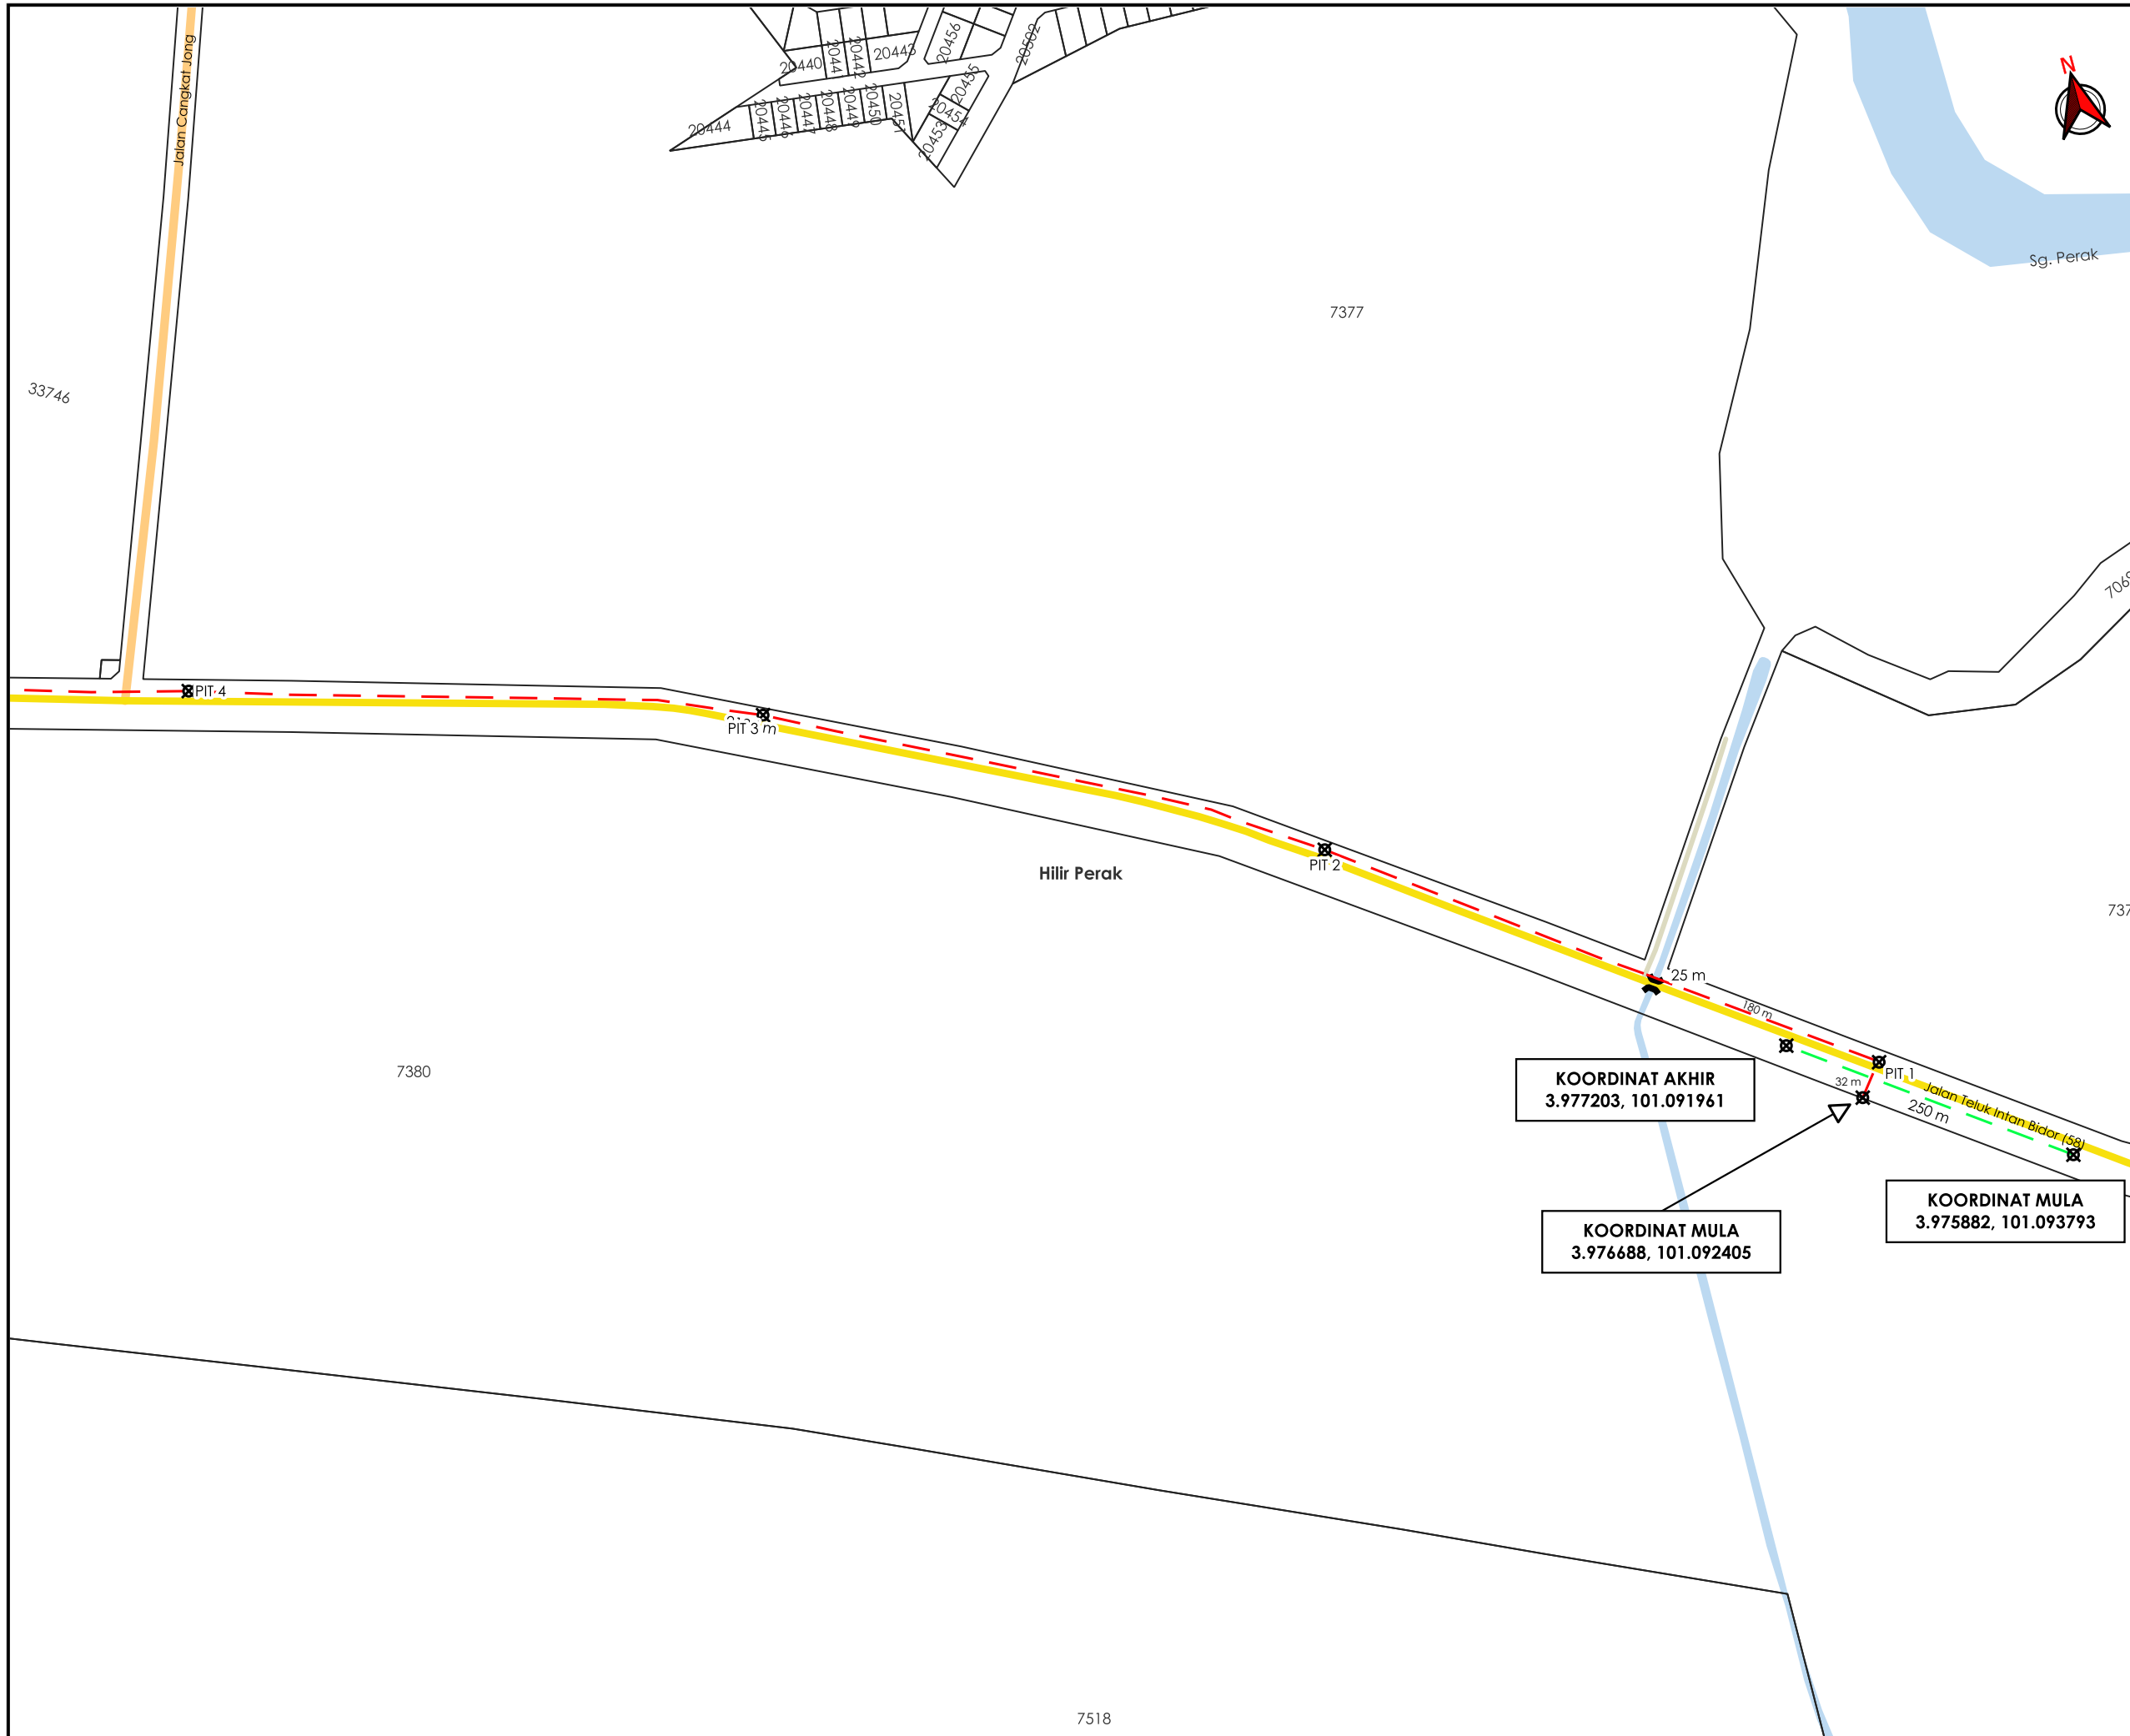 N
Jalan Cangkat Jong
20456
20502
20440
2044
20442
20443
20455
20454
20453
20444
20445
20446
20447
20448
20449
20450
20451
Sg. Perak
7377
33746
PIT 4
PIT 3
m
PIT 2
Hilir Perak
25 m
180 m
7380
KOORDINAT AKHIR
3.977203, 101.091961
32 m
PIT 1
Jalan Teluk Intan Bidor (58)
250 m
KOORDINAT MULA
3.976688, 101.092405
KOORDINAT MULA
3.975882, 101.093793
7518